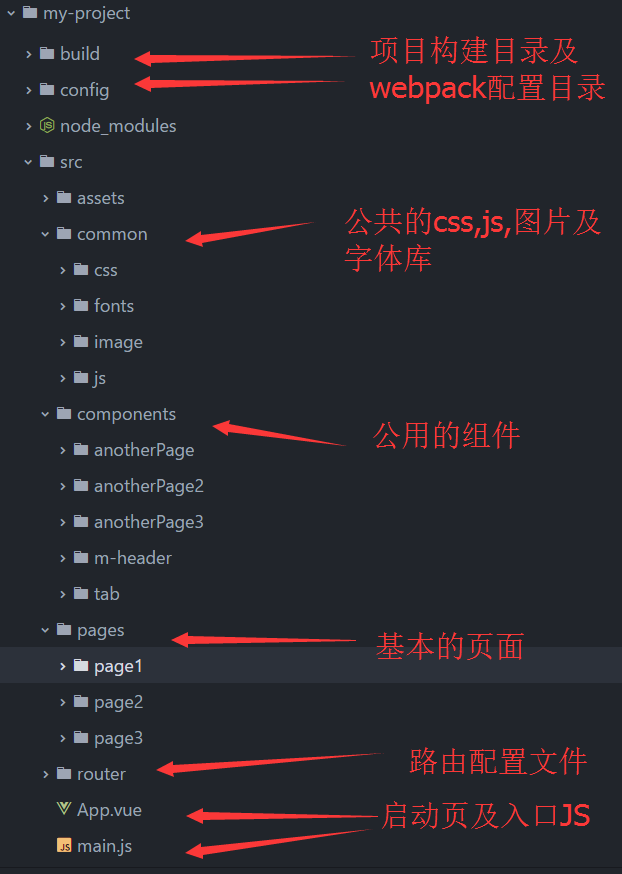 my-project
build
项目构建目录及
config
webpack配置目录
node_modules
src
assets
公共的css,js,图片及
common
字体库
css
fonts
image
js
components
公用的组件
anotherPage
anotherPage2
anotherPage3
m-header
tab
pages
基本的页面
page1
page2
page3
router
路由配置文件
App.vue
启动页及入口JS
JS main.js